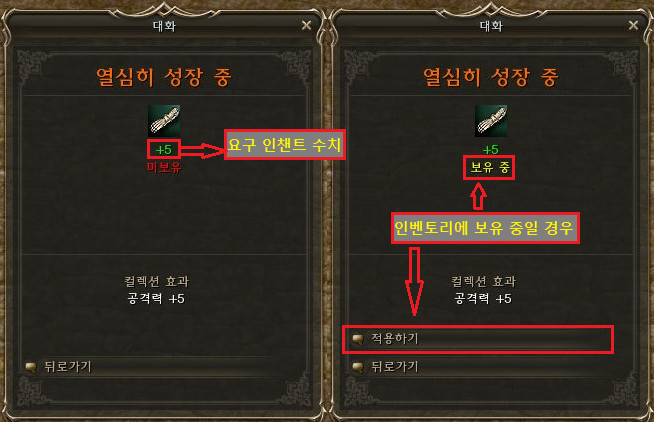 대화
열심히 성장 중
+5
미보유
요구 인챈트 수치
컬렉션 효과
공격력 +5
뒤로가기
대화
열심히 성장 중
+5
보유 중
인벤토리에 보유 중일 경우
컬렉션 효과
공격력 +5
적용하기
뒤로가기